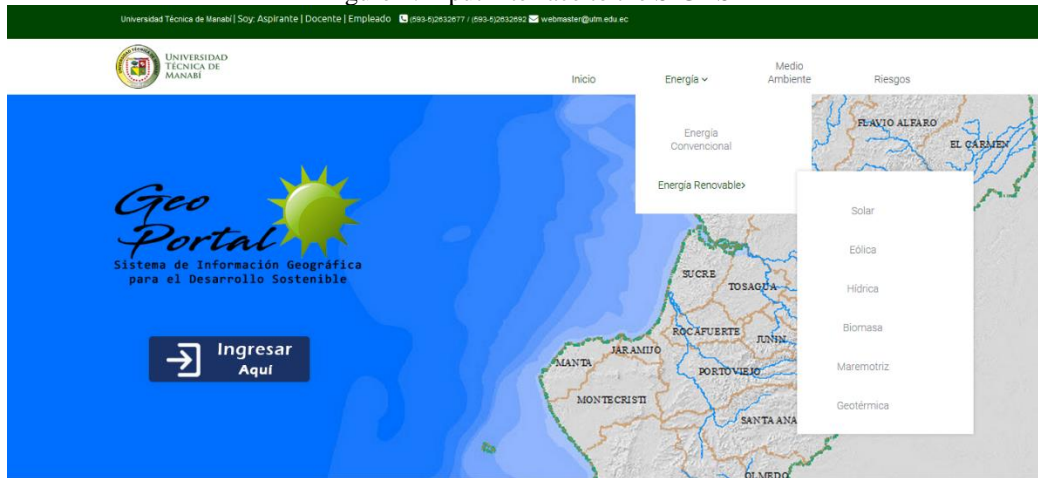 Universidad Técnica de Manabí | Soy: Aspirante | Docente | Empleado (593-5)2632677 / (593-5)2632692 webmaster@utm.edu.ec
UNIVERSIDAD
TÉCNICA DE
MANABÍ
Inicio
Energía
Medio
Ambiente
Riesgos
Energía
Convencional
Energía Renovable>
Solar
Eólica
Hídrica
Biomasa
Maremotriz
Geotérmica
Geo
Portal
Sistema de Información Geográfica
para el Desarrollo Sostenible
Ingresar
Aquí
FLAVIO ALFARO
EL CARMEN
SUCRE
TOSAGUA
ROCAFUERTE
JUNIN
JARAMIJO
MANTA
PORTOVIEJO
MONTECRISTI
SANTA ANA
OLMEDO